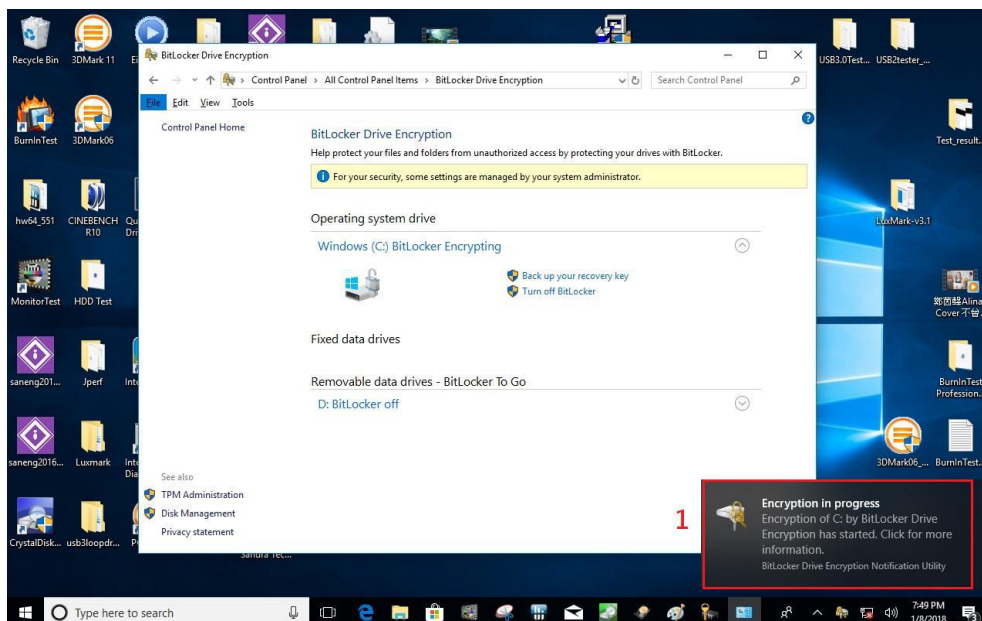 Recycle Bin
3DMark 11
BitLocker Drive Encryption
Control Panel > All Control Panel Items > BitLocker Drive Encryption
Search Control Panel
File Edit View Tools
Control Panel Home
BitLocker Drive Encryption
Help protect your files and folders from unauthorized access by protecting your drives with BitLocker.
For your security, some settings are managed by your system administrator.
Operating system drive
Windows (C:) BitLocker Encrypting
Back up your recovery key
Turn off BitLocker
Fixed data drives
Removable data drives - BitLocker To Go
D: BitLocker off
See also
TPM Administration
Disk Management
Privacy statement
USB3.0Test...
USB2tester_...
BurnInTest
3DMark06
Test_result...
hw64_551
CINEBENCH
R10
LuxMark-v3.1
MonitorTest
HDD Test
saneng201...
Jperf
BurnInTest
Profession...
saneng2016...
Luxmark
3DMark06_...
BurnInTest...
CrystalDisk...
usb3loopdr...
1
Encryption in progress
Encryption of C: by BitLocker Drive
Encryption has started. Click for more
information.
BitLocker Drive Encryption Notification Utility
Type here to search
7:49 PM
1/8/2018